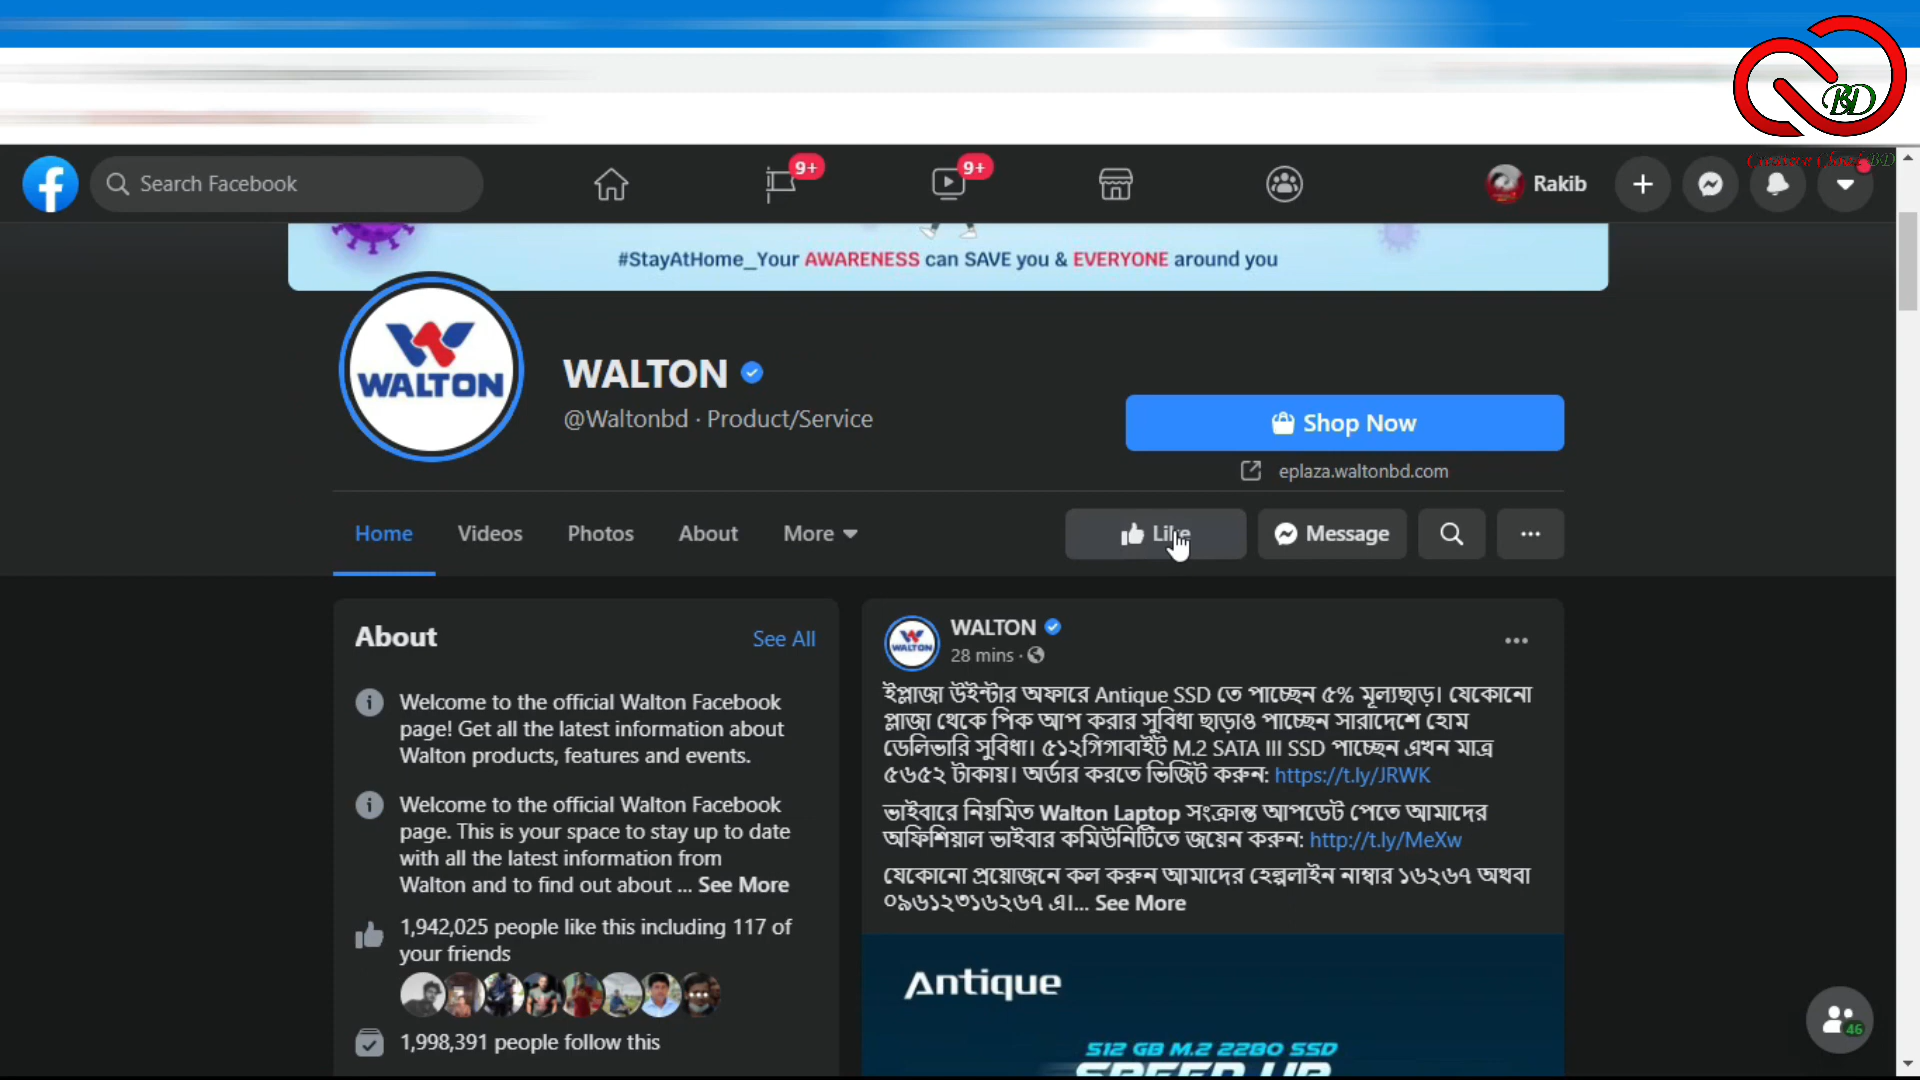 BD
Creative Cloud BD
Search Facebook
9+
9+
Rakib
#StayAtHome_Your AWARENESS can SAVE you & EVERYONE around you
WALTON
WALTON
@Waltonbd · Product/Service
Shop Now
eplaza.waltonbd.com
Home
Videos
Photos
About
More
Like
Message
About
See All
Welcome to the official Walton Facebook
page! Get all the latest information about
Walton products, features and events.
Welcome to the official Walton Facebook
page. This is your space to stay up to date
with all the latest information from
Walton and to find out about ... See More
1,942,025 people like this including 117 of
your friends
1,998,391 people follow this
WALTON
WALTON
28 mins ·
ইপ্লাজা উইন্টার অফারে Antique SSD তে পাচ্ছেন ৫% মূল্যছাড়। যেকোনো
প্লাজা থেকে পিক আপ করার সুবিধা ছাড়াও পাচ্ছেন সারাদেশে হোম
ডেলিভারি সুবিধা। ৫১২গিগাবাইট M.2 SATA III SSD পাচ্ছেন এখন মাত্র
৫৬৫২ টাকায়। অর্ডার করতে ভিজিট করুন: https://t.ly/JRWK
ভাইবারে নিয়মিত Walton Laptop সংক্রান্ত আপডেট পেতে আমাদের
অফিশিয়াল ভাইবার কমিউনিটিতে জয়েন করুন: http://t.ly/MeXw
যেকোনো প্রয়োজনে কল করুন আমাদের হেল্পলাইন নাম্বার ১৬২৬৭ অথবা
০৯৬১২৩১৬২৬৭ এ।... See More
Antique
512 GB M.2 2280 SSD
SPEED UP
46